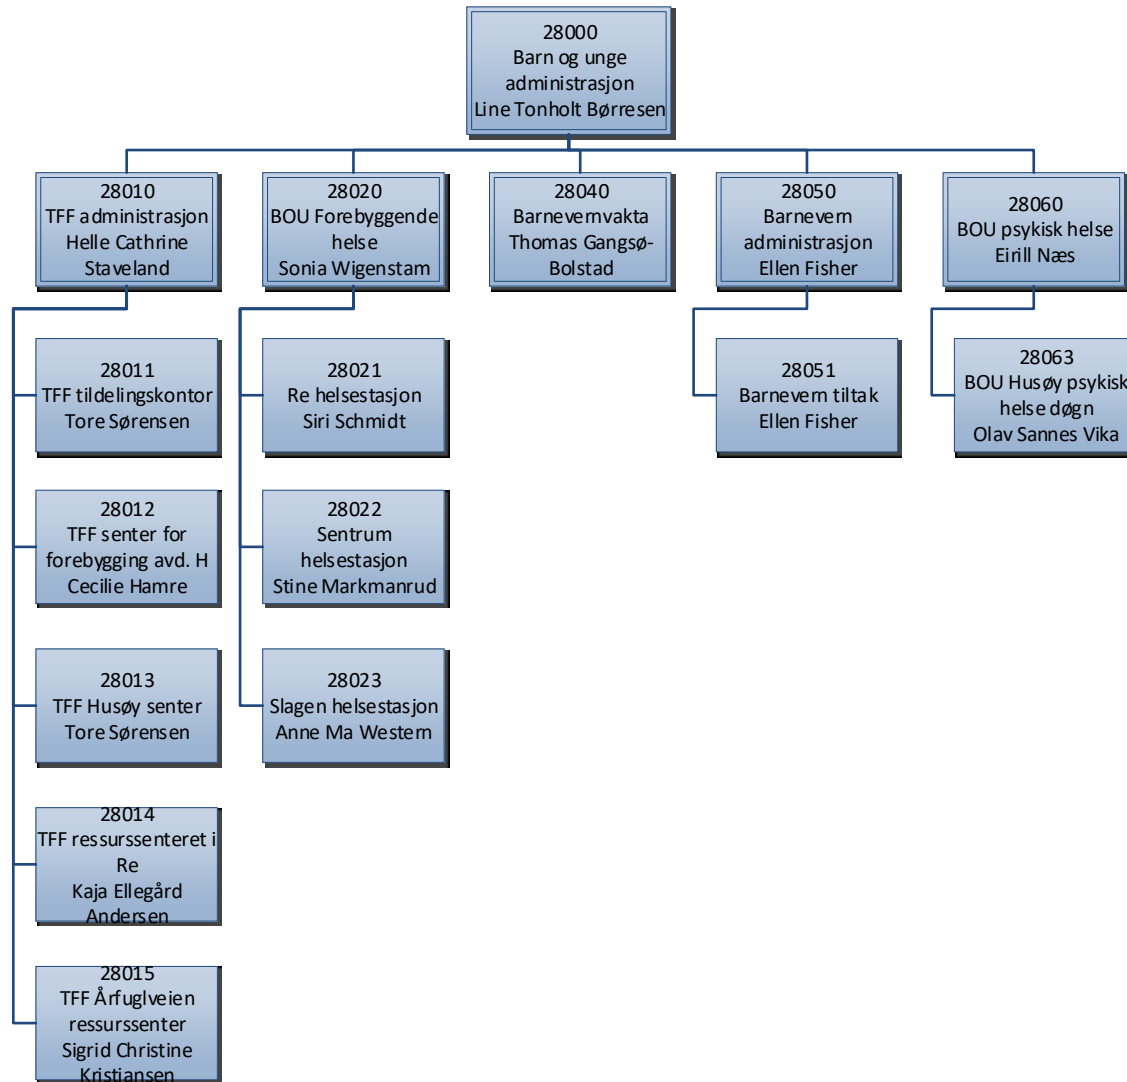 28000
Barn og unge
administrasjon
Line Tonholt Børresen
28010
TFF administrasjon
Helle Cathrine
Staveland
28020
BOU Forebyggende
helse
Sonia Wigenstam
28040
Barnevernvakta
Thomas Gangsø-
Bolstad
28050
Barnevern
administrasjon
Ellen Fisher
28060
BOU psykisk helse
Eirill Næs
28011
TFF tildelingskontor
Tore Sørensen
28021
Re helsestasjon
Siri Schmidt
28051
Barnevern tiltak
Ellen Fisher
28063
BOU Husøy psykisk
helse døgn
Olav Sannes Vika
28012
TFF senter for
forebygging avd. H
Cecilie Hamre
28022
Sentrum
helsestasjon
Stine Markmanrud
28013
TFF Husøy senter
Tore Sørensen
28023
Slagen helsestasjon
Anne Ma Western
28014
TFF ressurssenteret i
Re
Kaja Ellegård
Andersen
28015
TFF Årfuglveien
ressurssenter
Sigrid Christine
Kristiansen